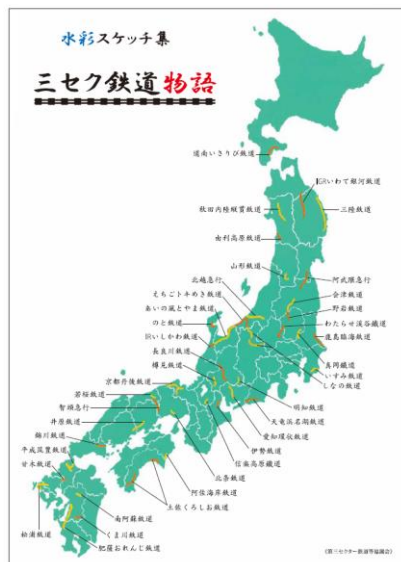 水彩スケッチ集
三セク鉄道物語
道南いさりび鉄道
IGRいわて銀河鉄道
秋田内陸縦貫鉄道
三陸鉄道
由利高原鉄道
山形鉄道
阿武隈急行
北越急行
会津鉄道
えちごトキめき鉄道
野岩鉄道
あいの風とやま鉄道
わたらせ渓谷鐵道
のと鉄道
鹿島臨海鉄道
IRいしかわ鉄道
真岡鐵道
長良川鉄道
いすみ鉄道
樽見鉄道
しなの鉄道
京都丹後鉄道
明知鉄道
若桜鉄道
天竜浜名湖鉄道
智頭急行
愛知環状鉄道
井原鉄道
伊勢鉄道
錦川鉄道
信楽高原鐵道
平成筑豊鉄道
北条鉄道
甘木鉄道
阿佐海岸鉄道
南阿蘇鉄道
土佐くろしお鉄道
松浦鉄道
くま川鉄道
肥薩おれんじ鉄道
《第三セクター鉄道等協議会》